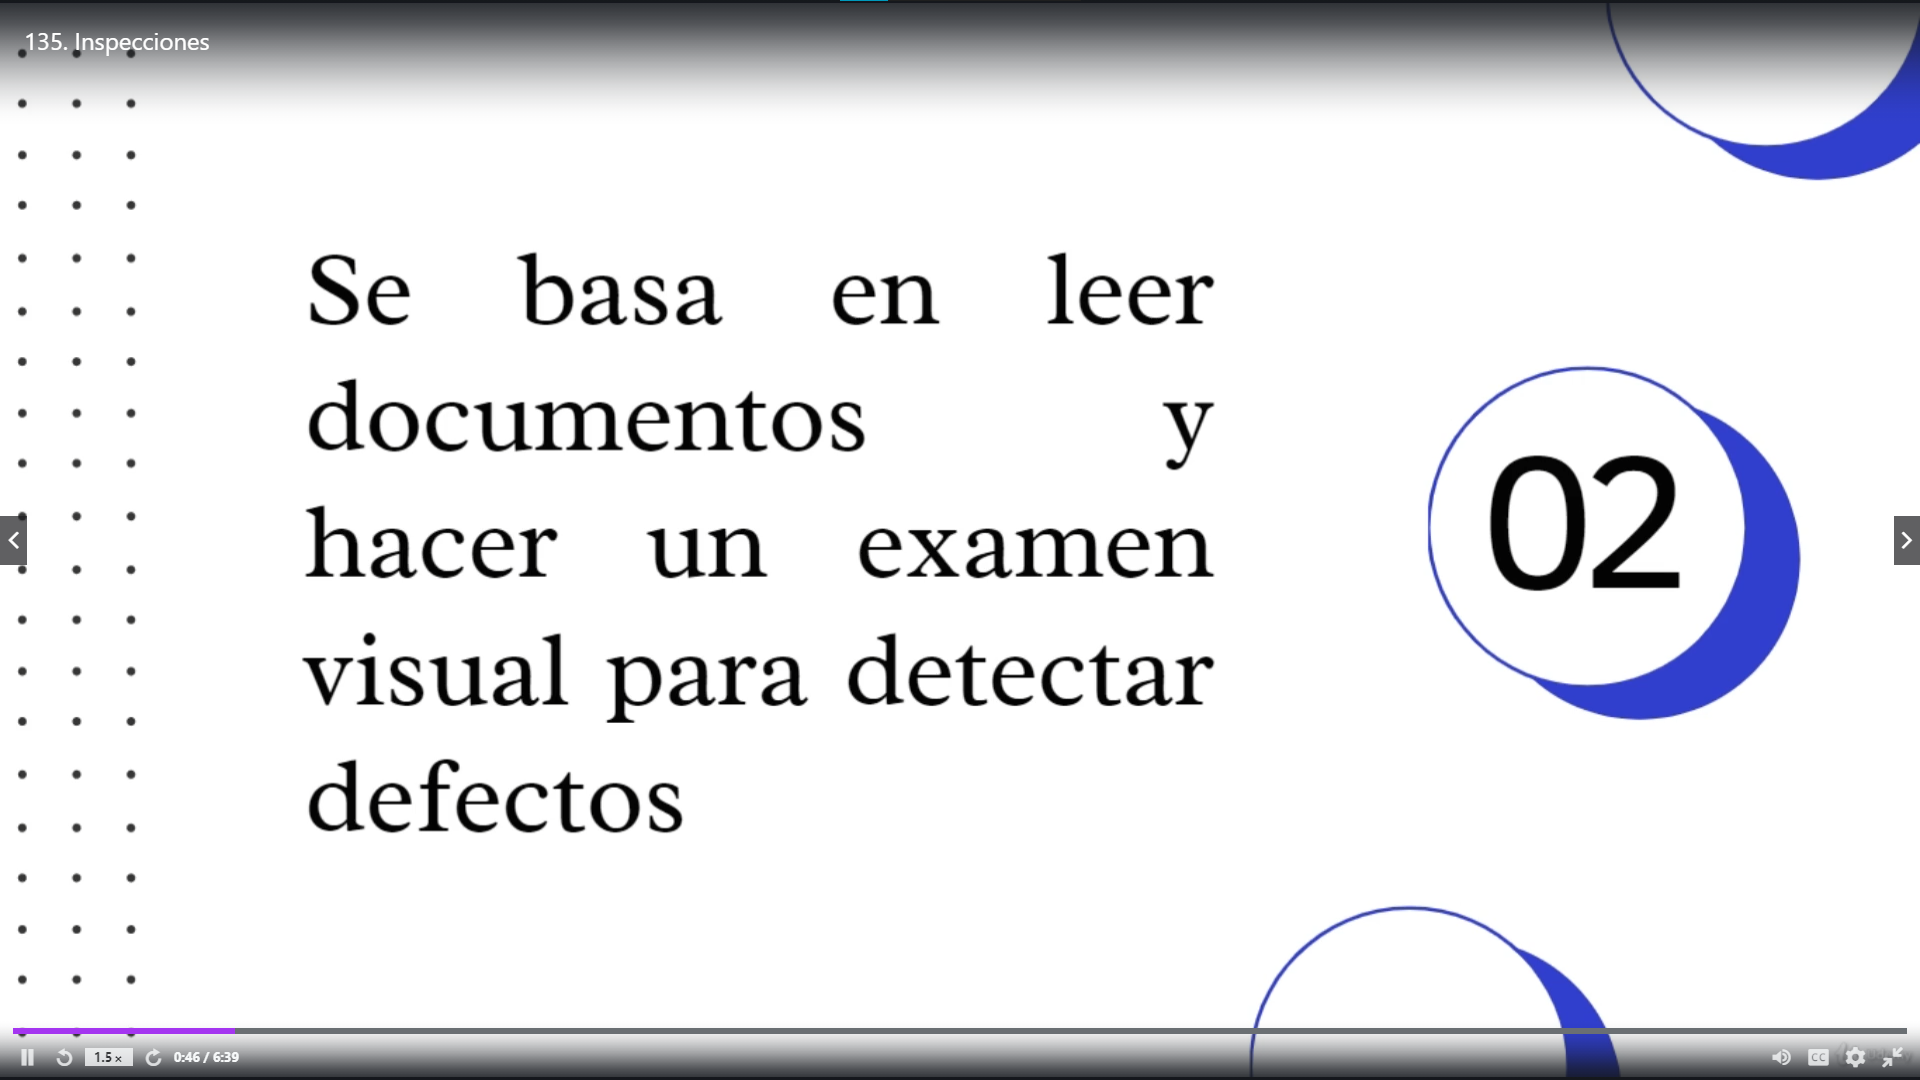 135. Inspecciones
Se basa en leer
documentos y
hacer un examen
visual para detectar
defectos
02
1.5×
0:46 / 6:39
CC